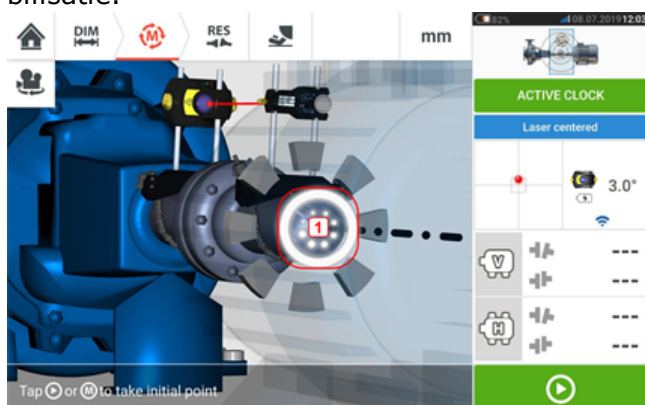 bilisatie.
DIM
M
RES
mm
82%
08.07.2019 12:03
ACTIVE CLOCK
Laser centered
3.0°
1
V
---
---
H
---
---
Tap or M to take initial point